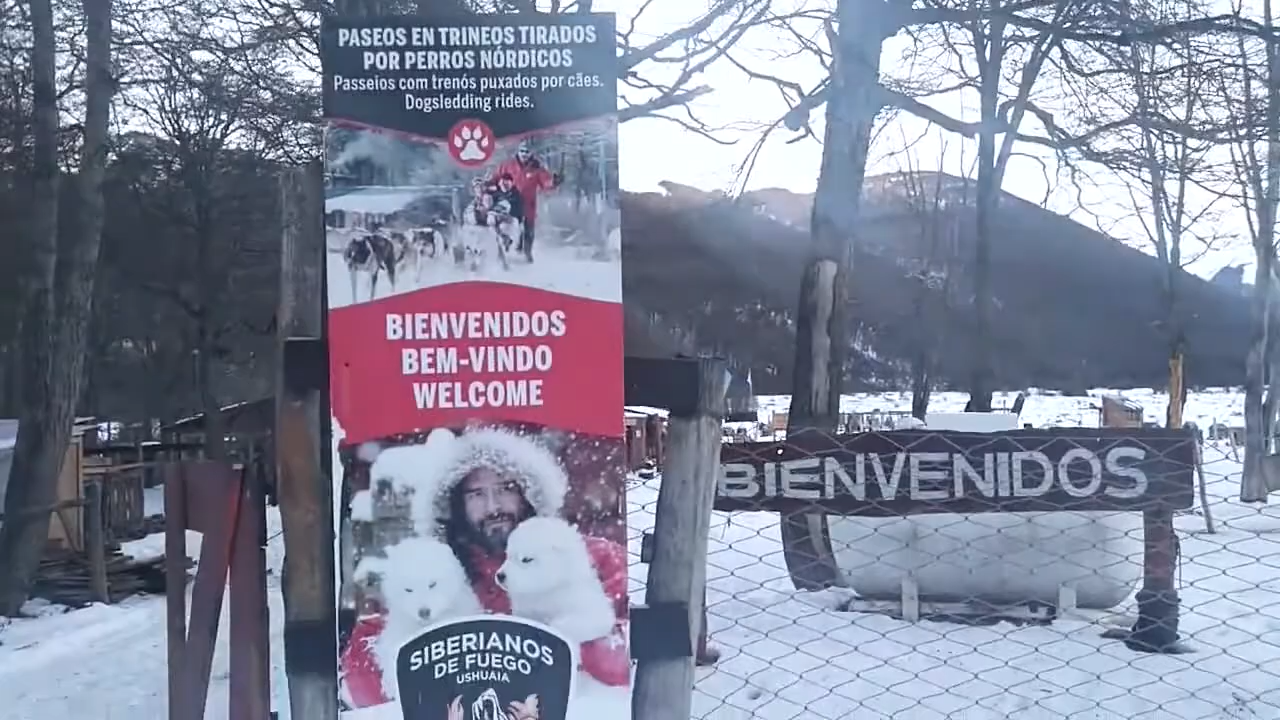 PASEOS EN TRINEOS TIRADOS
POR PERROS NÓRDICOS
Passeios com trenós puxados por cães.
Dogsledding rides.
BIENVENIDOS
BEM-VINDO
WELCOME
SIBERIANOS
DE FUEGO
USHUAIA
BIENVENIDOS